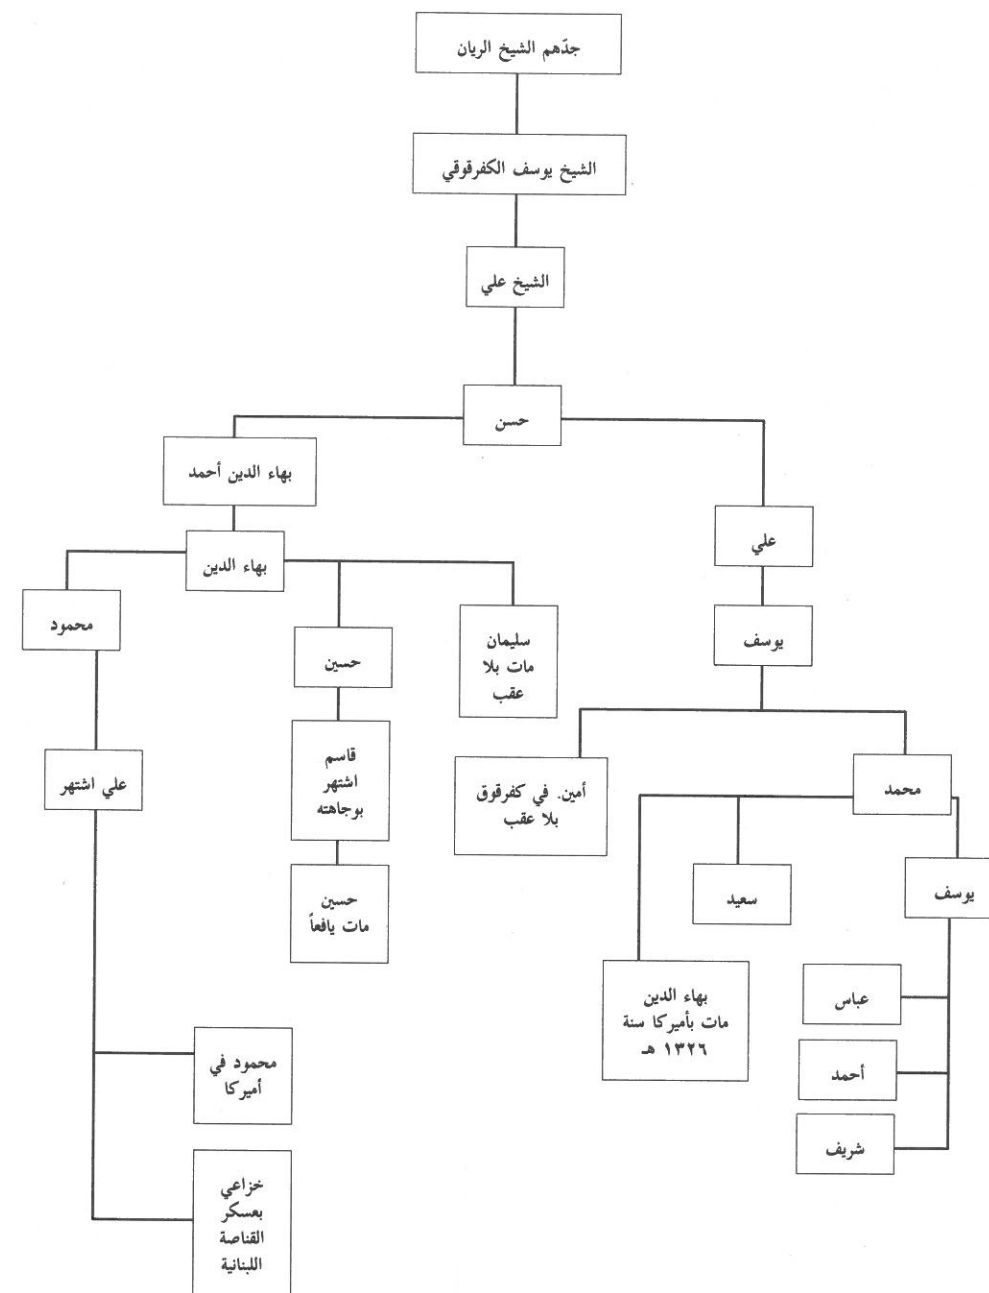 جدّهم الشيخ الريان
الشيخ يوسف الكفرقوقي
الشيخ علي
حسن
علي
يوسف
محمد
يوسف
عباس
أحمد
شريف
سعيد
بهاء الدين
مات بأميركا سنة
١٣٢٦ هـ
أمين. في كفرقوق
بلا عقب
بهاء الدين أحمد
بهاء الدين
سليمان
مات بلا
عقب
حسين
قاسم
اشتهر
بوجاهته
حسين
مات يافعاً
محمود
علي اشتهر
محمود في
أميركا
خزاعي
بعسكر
القناصة
اللبنانية